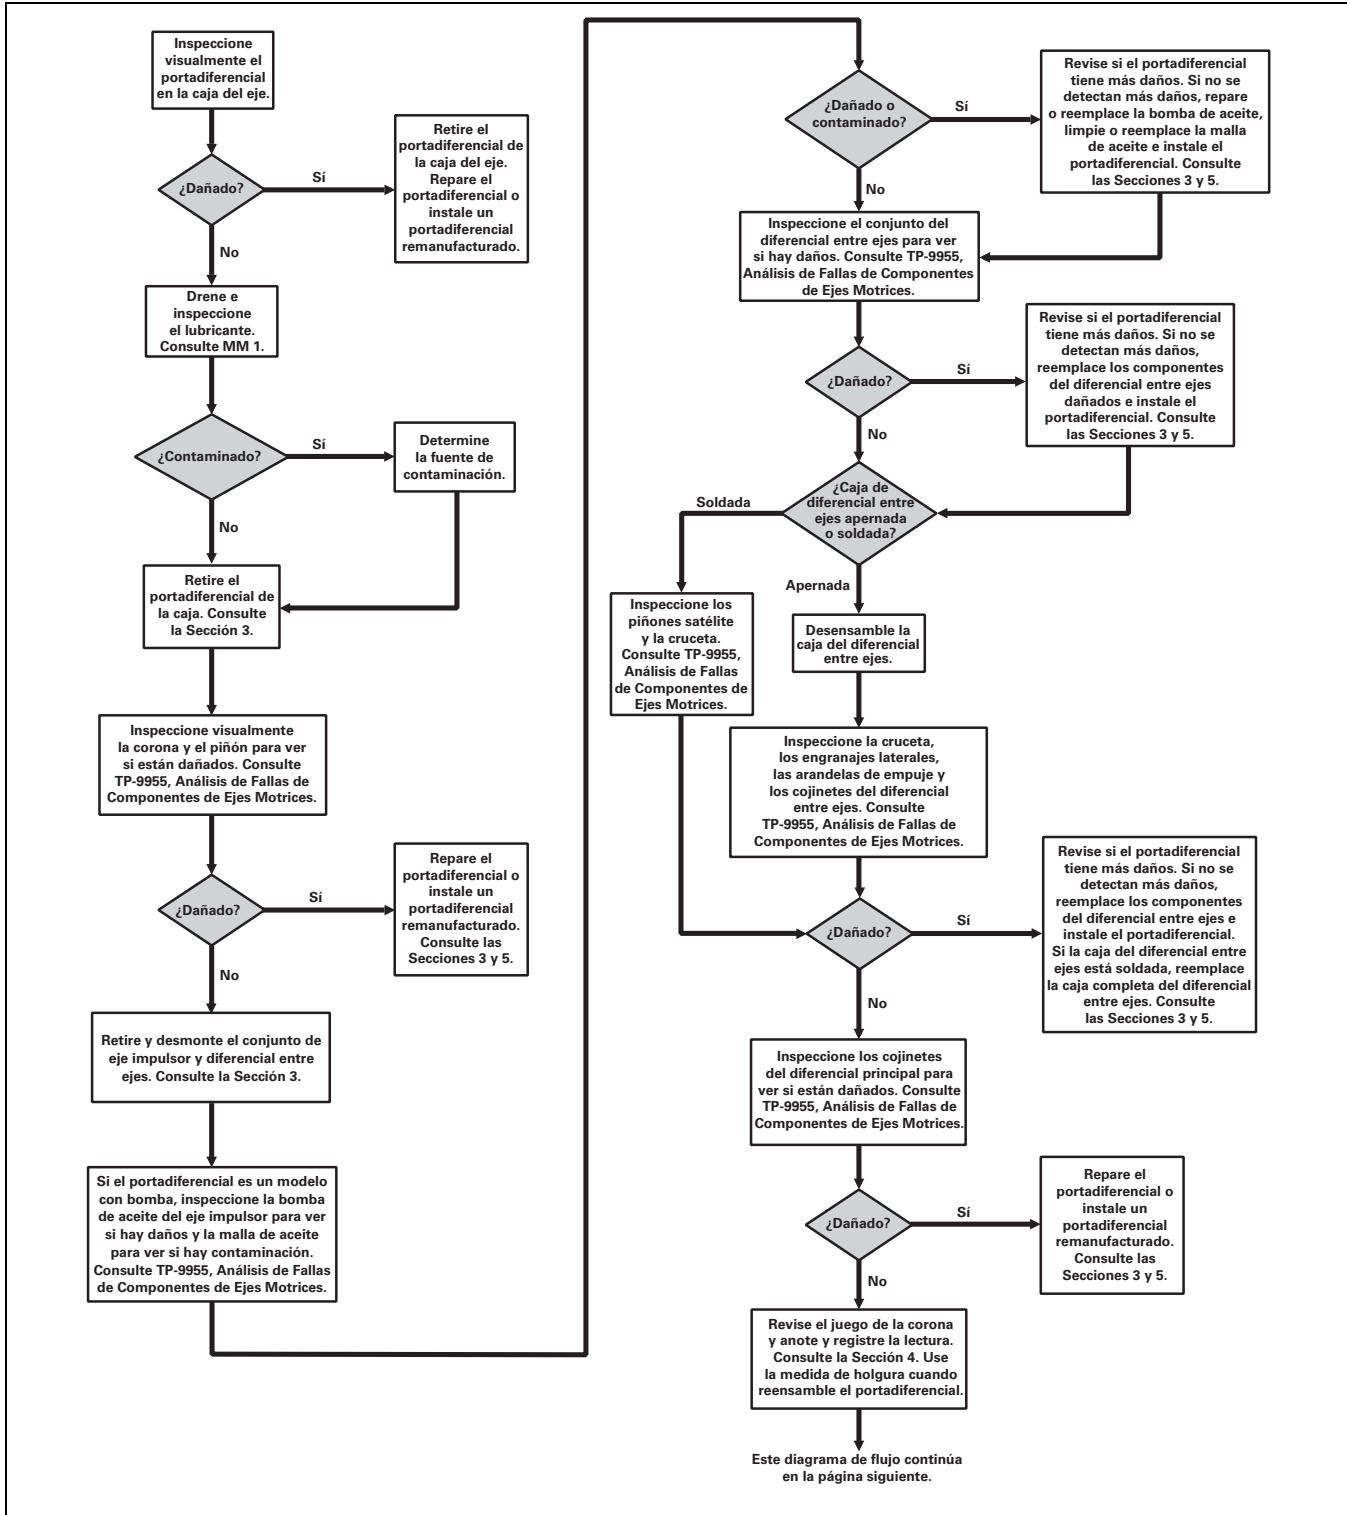 Inspeccione
visualmente el
portadiferencial
en la caja del eje.
¿Dañado?
Sí
Retire el
portadiferencial de
la caja del eje.
Repare el
portadiferencial o
instale un
portadiferencial
remanufacturado.
No
Drene e
inspeccione
el lubricante.
Consulte MM 1.
¿Contaminado?
Sí
Determine
la fuente de
contaminación.
No
Retire el
portadiferencial de
la caja. Consulte
la Sección 3.
Inspeccione visualmente
la corona y el piñón para ver
si están dañados. Consulte
TP-9955, Análisis de Fallas de
Componentes de Ejes Motrices.
¿Dañado?
Sí
Repare el
portadiferencial o
instale un
portadiferencial
remanufacturado.
Consulte las
Secciones 3 y 5.
No
Retire y desmonte el conjunto de
eje impulsor y diferencial entre
ejes. Consulte la Sección 3.
Si el portadiferencial es un modelo
con bomba, inspeccione la bomba
de aceite del eje impulsor para ver
si hay daños y la malla de aceite
para ver si hay contaminación.
Consulte TP-9955, Análisis de Fallas
de Componentes de Ejes Motrices.
¿Dañado o
contaminado?
Sí
Revise si el portadiferencial
tiene más daños. Si no se
detectan más daños, repare
o reemplace la bomba de aceite,
limpie o reemplace la malla
de aceite e instale el
portadiferencial. Consulte
las Secciones 3 y 5.
No
Inspeccione el conjunto del
diferencial entre ejes para ver
si hay daños. Consulte TP-9955,
Análisis de Fallas de Componentes
de Ejes Motrices.
¿Dañado?
Sí
Revise si el portadiferencial
tiene más daños. Si no se
detectan más daños,
reemplace los componentes
del diferencial entre ejes
dañados e instale el
portadiferencial. Consulte
las Secciones 3 y 5.
No
¿Caja de
diferencial entre
ejes apernada
o soldada?
Soldada
Inspeccione los
piñones satélite
y la cruceta.
Consulte TP-9955,
Análisis de Fallas
de Componentes de
Ejes Motrices.
Apernada
Desensamble la
caja del diferencial
entre ejes.
Inspeccione la cruceta,
los engranajes laterales,
las arandelas de empuje y
los cojinetes del diferencial
entre ejes. Consulte
TP-9955, Análisis de Fallas de
Componentes de Ejes Motrices.
¿Dañado?
Sí
Revise si el portadiferencial
tiene más daños. Si no se
detectan más daños,
reemplace los componentes
del diferencial entre ejes e
instale el portadiferencial.
Si la caja del diferencial entre
ejes está soldada, reemplace
la caja completa del diferencial
entre ejes. Consulte
las Secciones 3 y 5.
No
Inspeccione los cojinetes
del diferencial principal para
ver si están dañados. Consulte
TP-9955, Análisis de Fallas de
Componentes de Ejes Motrices.
¿Dañado?
Sí
Repare el
portadiferencial o
instale un
portadiferencial
remanufacturado.
Consulte las
Secciones 3 y 5.
No
Revise el juego de la corona
y anote y registre la lectura.
Consulte la Sección 4. Use
la medida de holgura cuando
reensamble el portadiferencial.
Este diagrama de flujo continúa
en la página siguiente.